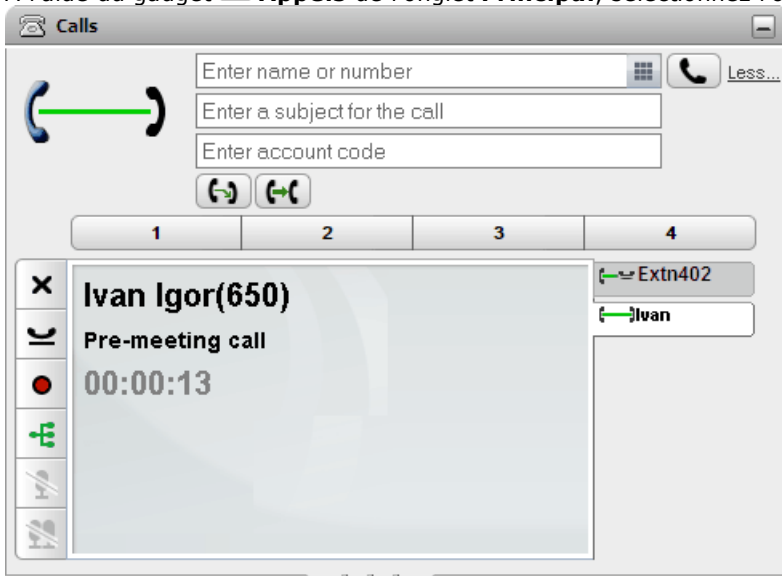 Calls
Enter name or number
Less...
Enter a subject for the call
Enter account code
1 2 3 4
Ivan Igor(650)
Extn402
Ivan
Pre-meeting call
00:00:13